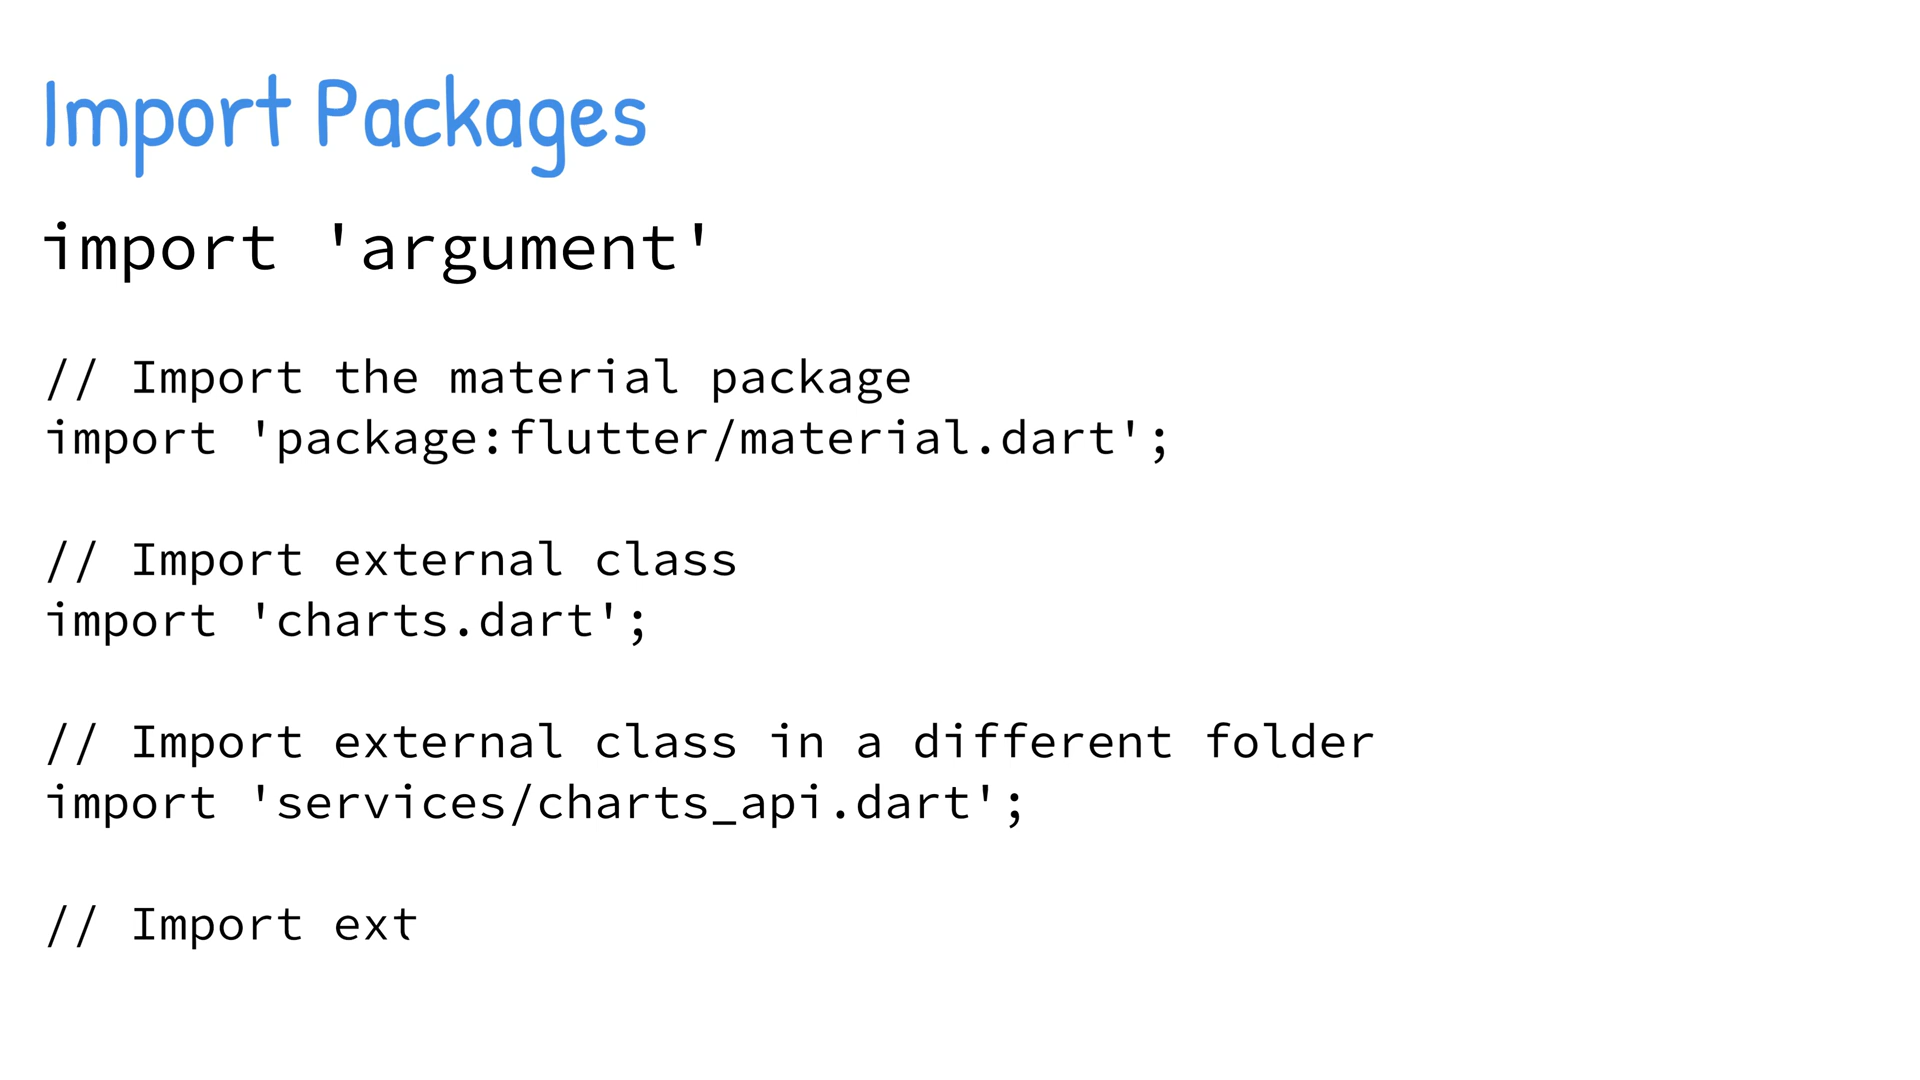 Import Packages
import 'argument'
// Import the material package
import 'package:flutter/material.dart';
// Import external class
import 'charts.dart';
// Import external class in a different folder
import 'services/charts_api.dart';
// Import ext